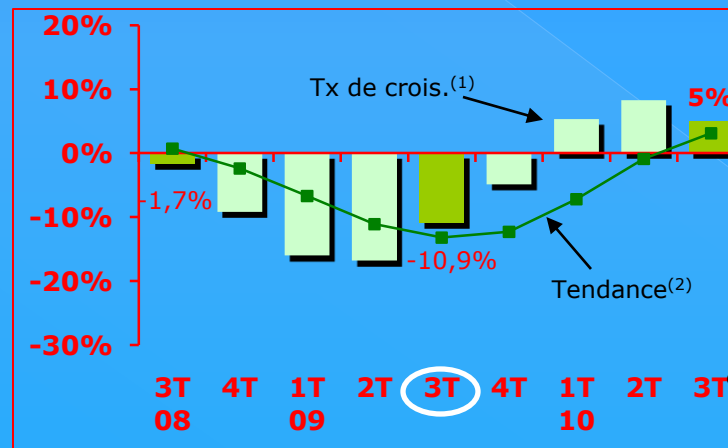 20%
10%
0%
-10%
-20%
-30%
Tx de crois.(1)
5%
-1,7%
-10,9%
Tendance(2)
3T 4T 1T 2T 3T 4T 1T 2T 3T
08 09 10